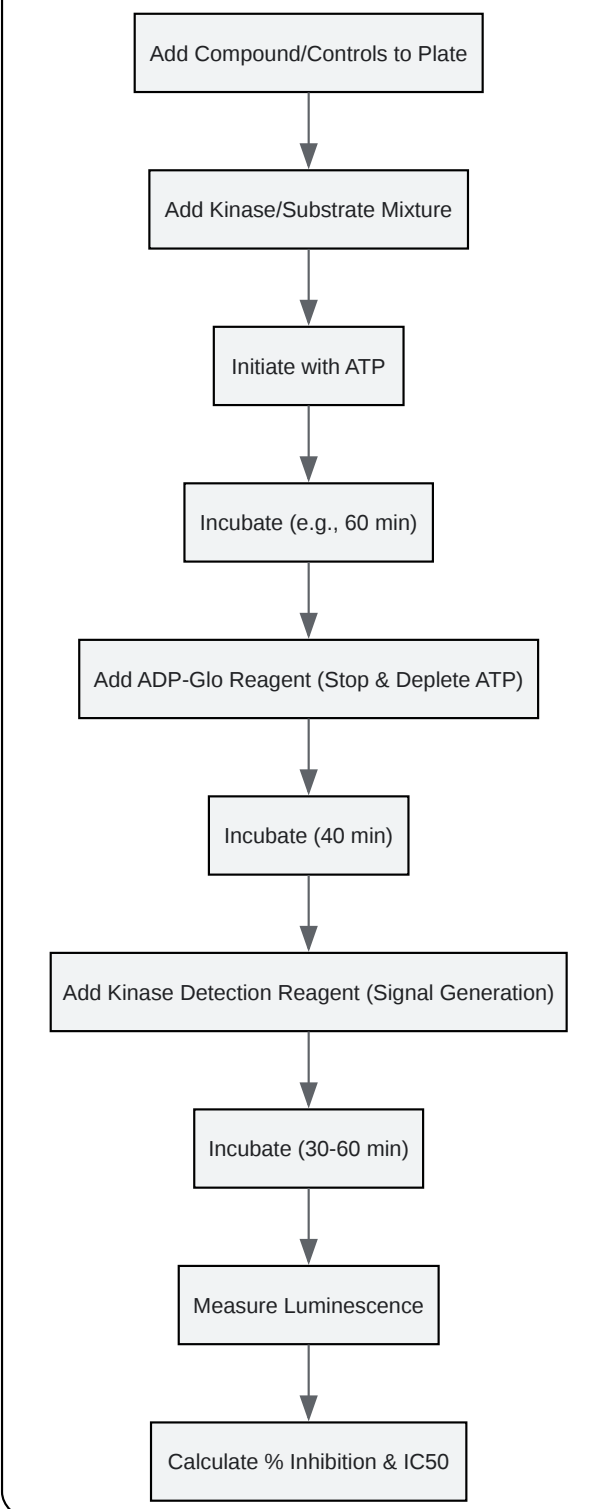 Add Compound/Controls to Plate
Add Kinase/Substrate Mixture
Initiate with ATP
Incubate (e.g., 60 min)
Add ADP-Glo Reagent (Stop & Deplete ATP)
Incubate (40 min)
Add Kinase Detection Reagent (Signal Generation)
Incubate (30-60 min)
Measure Luminescence
Calculate % Inhibition & IC50